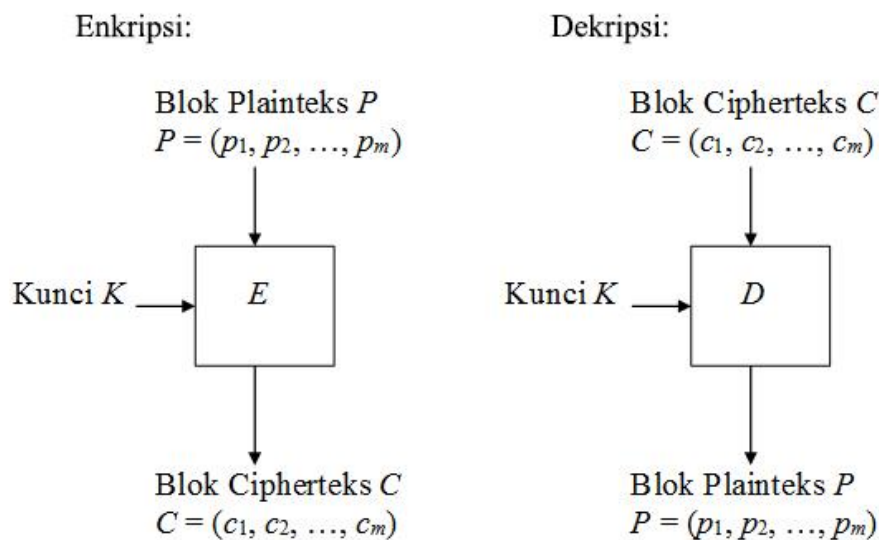 Enkripsi:
Blok Plainteks P
P = (p1, p2, …, pm)
Kunci K
E
Blok Cipherteks C
C = (c1, c2, …, cm)
Dekripsi:
Blok Cipherteks C
C = (c1, c2, …, cm)
Kunci K
D
Blok Plainteks P
P = (p1, p2, …, pm)